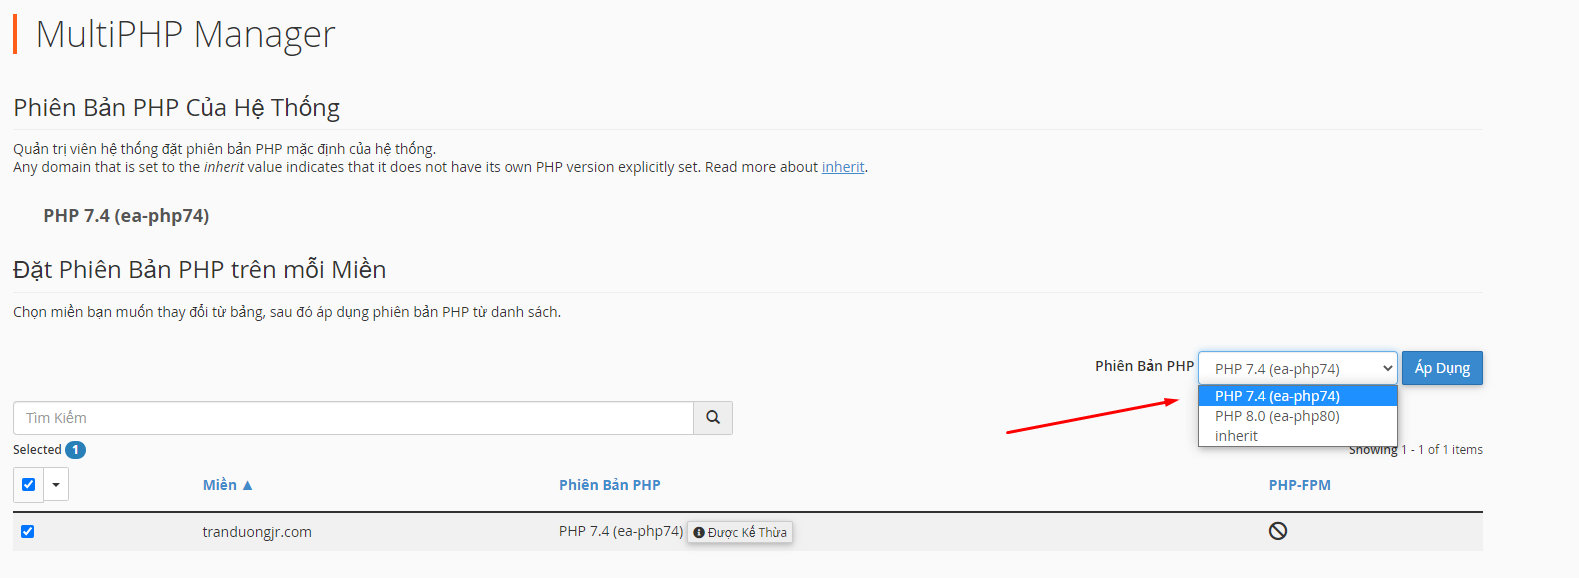 MultiPHP Manager
Phiên Bản PHP Của Hệ Thống
Quản trị viên hệ thống đặt phiên bản PHP mặc định của hệ thống.
Any domain that is set to the inherit value indicates that it does not have its own PHP version explicitly set. Read more about inherit.
PHP 7.4 (ea-php74)
Đặt Phiên Bản PHP trên mỗi Miền
Chọn miền bạn muốn thay đổi từ bảng, sau đó áp dụng phiên bản PHP từ danh sách.
Phiên Bản PHP PHP 7.4 (ea-php74) Áp Dụng
PHP 7.4 (ea-php74)
PHP 8.0 (ea-php80)
inherit
Tìm Kiếm
Selected 1
Showing 1 - 1 of 1 items
Miền ▲ Phiên Bản PHP PHP-FPM
tranduongjr.com PHP 7.4 (ea-php74) Được Kế Thừa